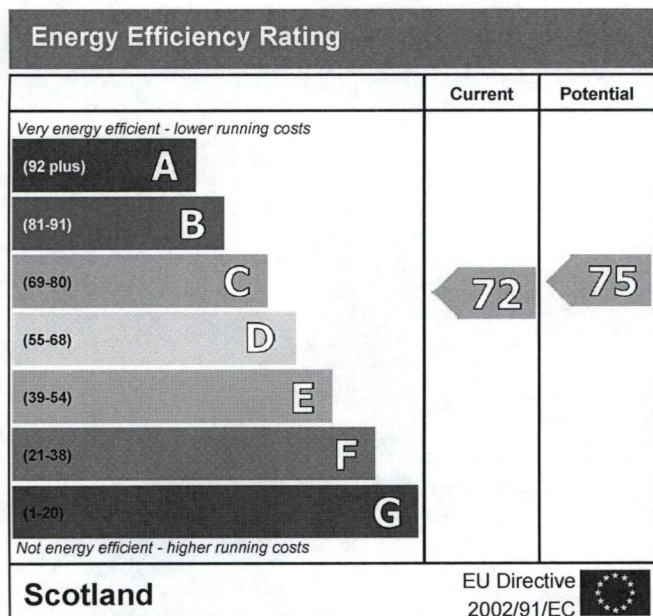 Energy Efficiency Rating
Current Potential
Very energy efficient - lower running costs
(92 plus) A
(81-91) B
(69-80) C
72 75
(55-68) D
(39-54) E
(21-38) F
(1-20) G
Not energy efficient - higher running costs
Scotland
EU Directive
2002/91/EC